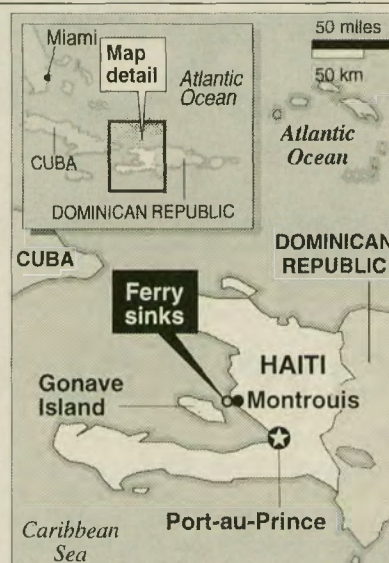 Miami
Map
detail
Atlantic
Ocean
CUBA
DOMINICAN REPUBLIC
50 miles
50 km
Atlantic
Ocean
CUBA
DOMINICAN
REPUBLIC
Ferry
sinks
HAITI
Gonave
Island
Montrouis
Port-au-Prince
Caribbean
Sea